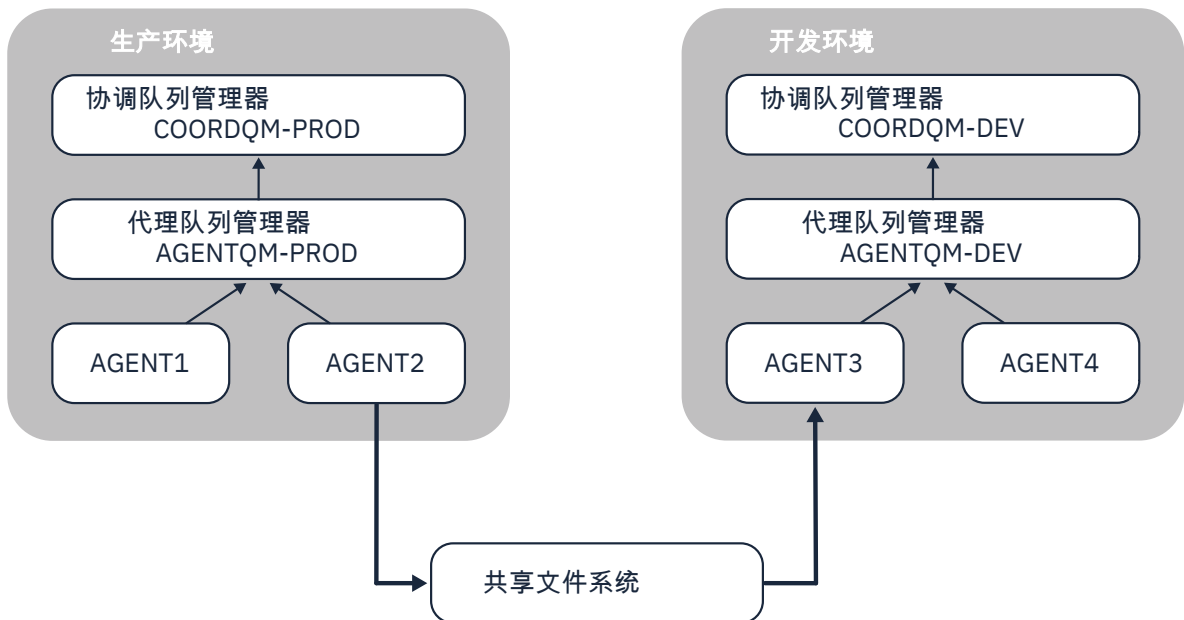 生产环境
协调队列管理器
COORDQM-PROD
代理队列管理器
AGENTQM-PROD
AGENT1
AGENT2
开发环境
协调队列管理器
COORDQM-DEV
代理队列管理器
AGENTQM-DEV
AGENT3
AGENT4
共享文件系统